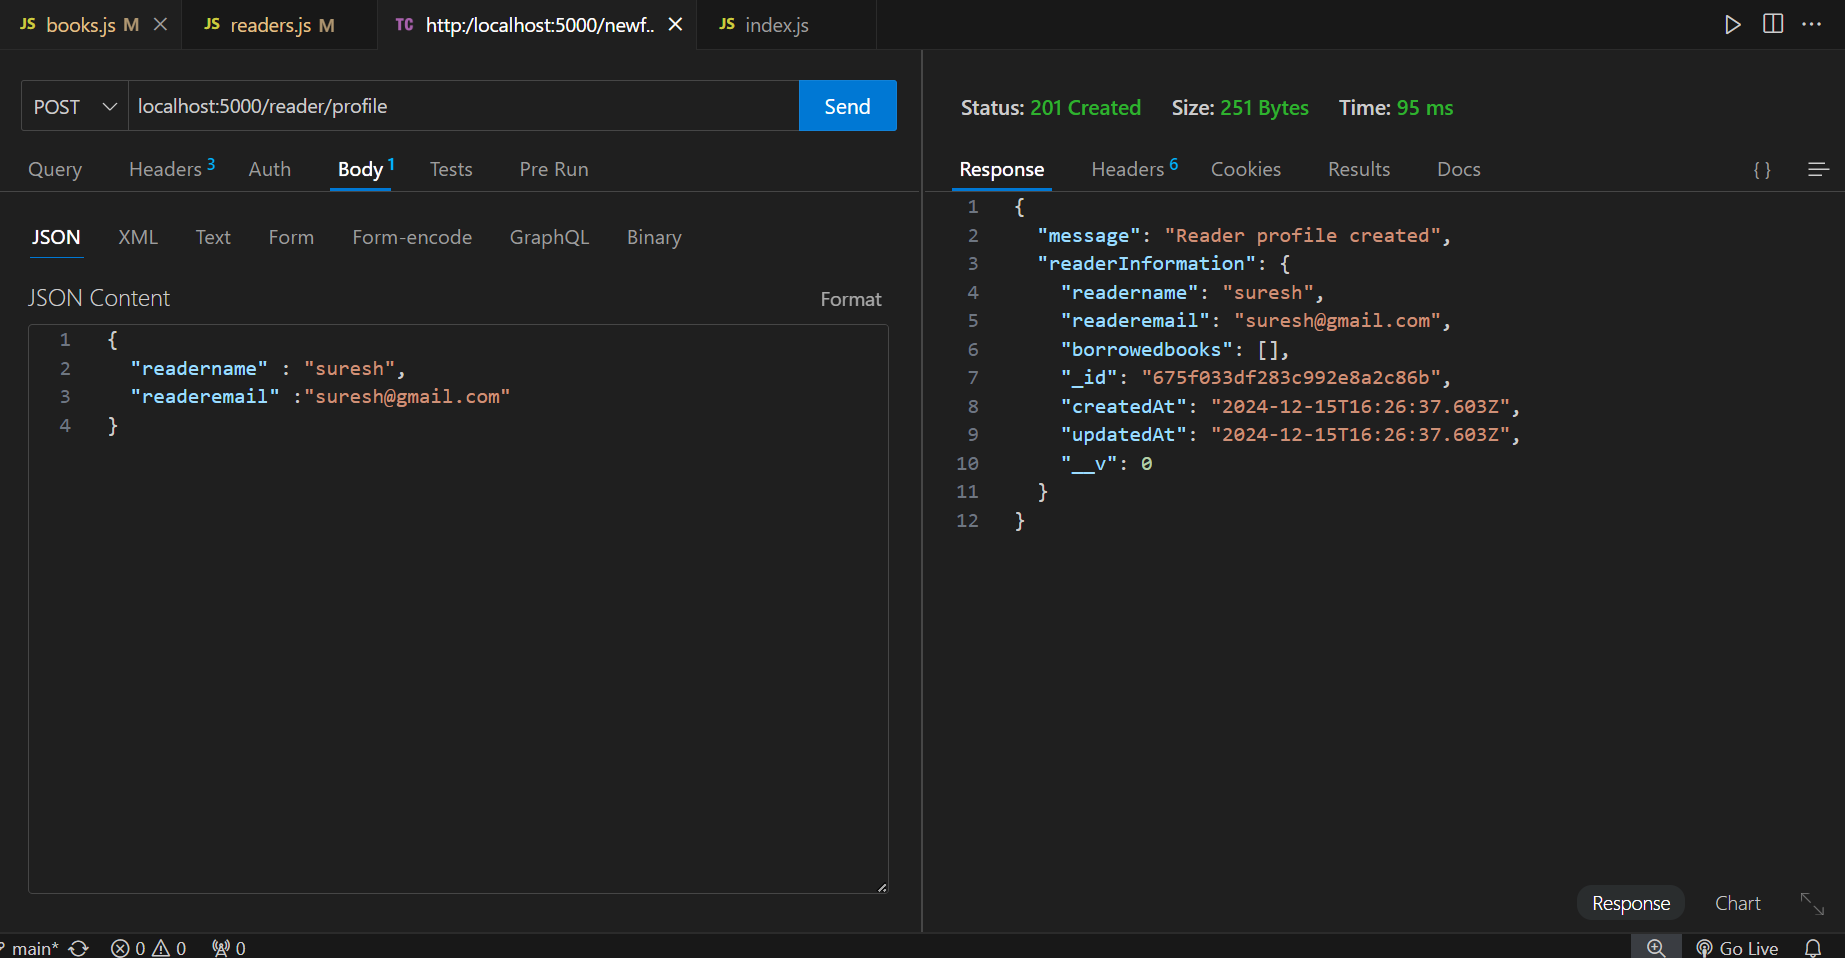 JS books.js M
JS readers.js M
TC http:/localhost:5000/newf..
JS index.js
POST localhost:5000/reader/profile Send
Query Headers 3 Auth Body 1 Tests Pre Run
JSON XML Text Form Form-encode GraphQL Binary
JSON Content Format
1 {
2 "readername" : "suresh",
3 "readeremail" :"suresh@gmail.com"
4 }
Status: 201 Created Size: 251 Bytes Time: 95 ms
Response Headers 6 Cookies Results Docs { }
1 {
2 "message": "Reader profile created",
3 "readerInformation": {
4 "readername": "suresh",
5 "readeremail": "suresh@gmail.com",
6 "borrowedbooks": [],
7 "_id": "675f033df283c992e8a2c86b",
8 "createdAt": "2024-12-15T16:26:37.603Z",
9 "updatedAt": "2024-12-15T16:26:37.603Z",
10 "__v": 0
11 }
12 }
Response Chart
main* 0 0 0 Go Live